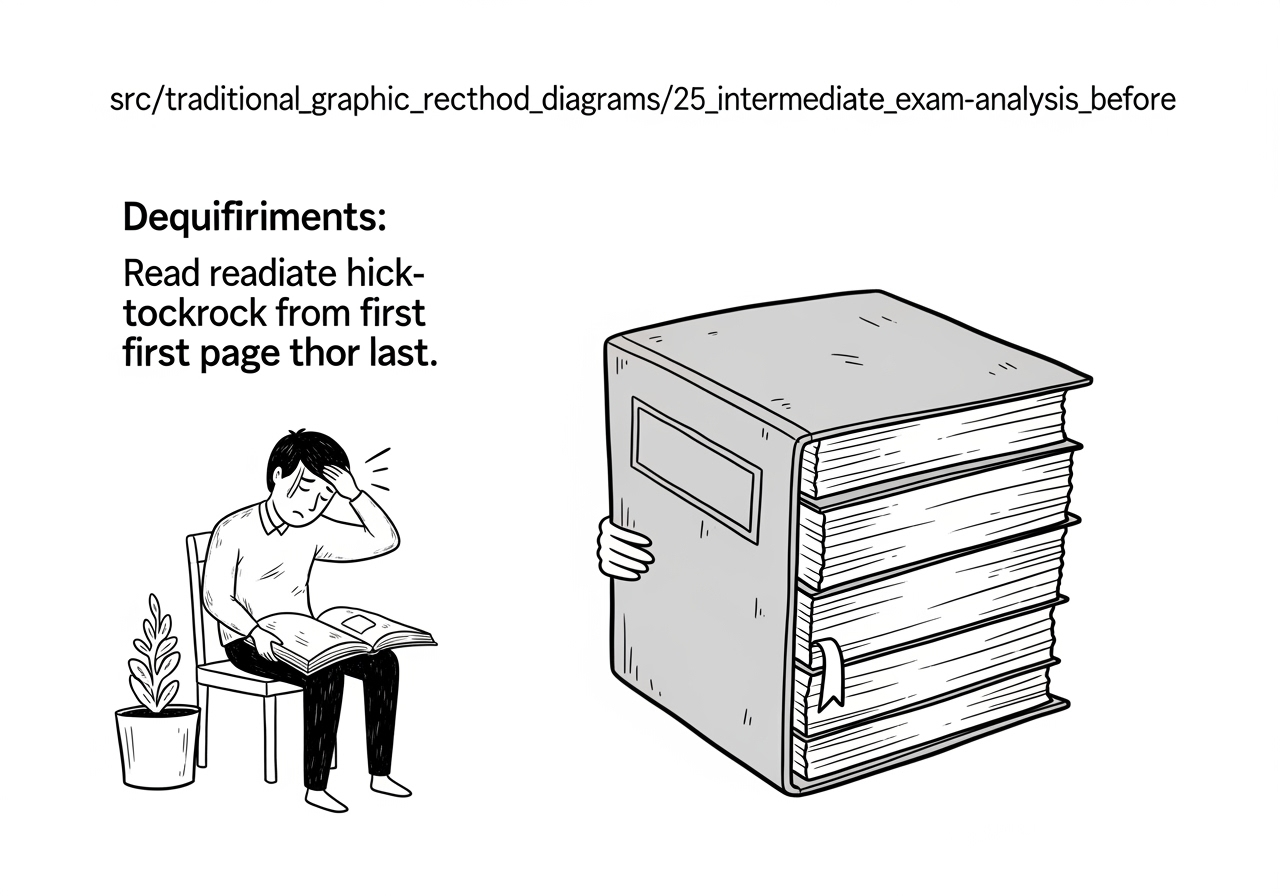 src/traditional_graphic_recthod_diagrams/25_intermediate_exam-analysis_before
Dequifiriments:
Read readiate hick-
tockrock from first
first page thor last.